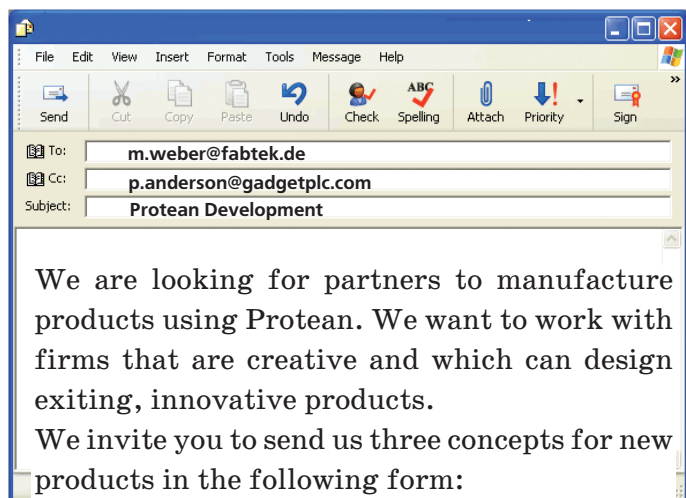 File Edit View Insert Format Tools Message Help
Send Cut Copy Paste Undo Check ABC Spelling Attach Priority Sign »
To: m.weber@fabtek.de
Cc: p.anderson@gadgetplc.com
Subject: Protean Development
We are looking for partners to manufacture
products using Protean. We want to work with
firms that are creative and which can design
exiting, innovative products.
We invite you to send us three concepts for new
products in the following form: